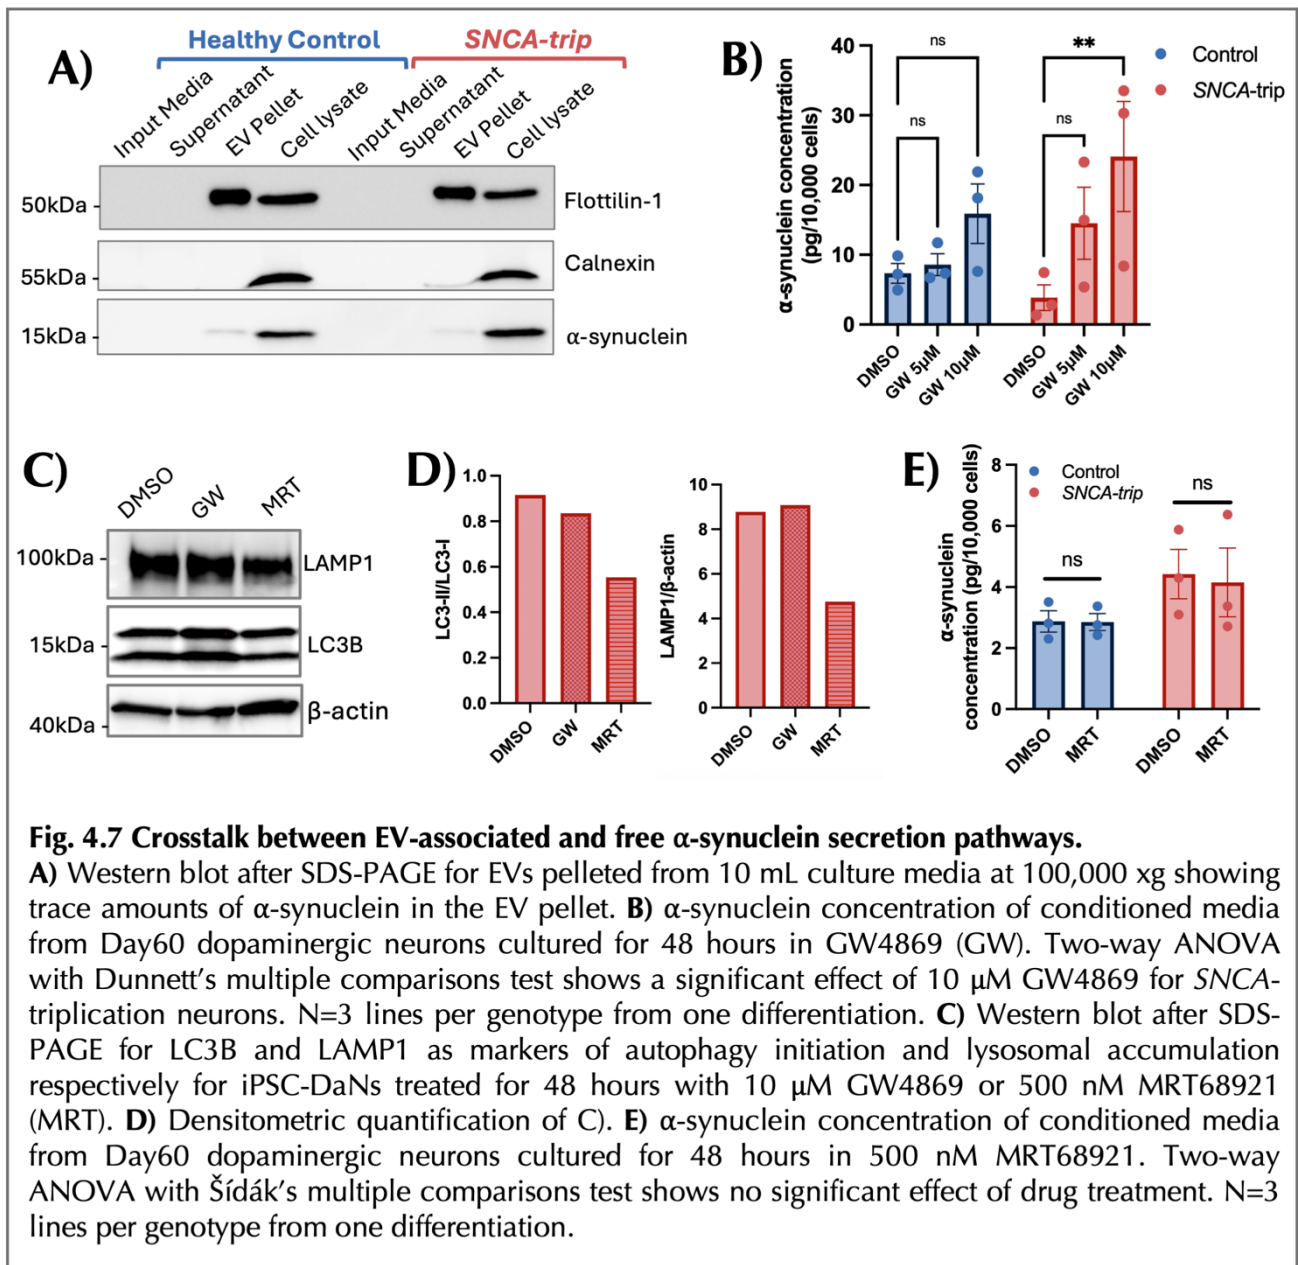 A)
Healthy Control
SNCA-trip
Input Media
Supernatant
EV Pellet
Cell lysate
Input Media
Supernatant
EV Pellet
Cell lysate
50kDa
Flottilin-1
55kDa
Calnexin
15kDa
α-synuclein
B)
α-synuclein concentration
(pg/10,000 cells)
40
30
20
10
0
ns
ns
**
ns
Control
SNCA-trip
DMSO
GW 5μM
GW 10μM
DMSO
GW 5μM
GW 10μM
C)
DMSO
GW
MRT
100kDa
LAMP1
15kDa
LC3B
40kDa
β-actin
D)
LC3-II/LC3-I
1.0
0.8
0.6
0.4
0.2
0.0
DMSO
GW
MRT
LAMP1/β-actin
10
8
6
4
2
0
DMSO
GW
MRT
E)
α-synuclein
concentration (pg/10,000 cells)
8
6
4
2
0
Control
SNCA-trip
ns
ns
DMSO
MRT
DMSO
MRT
Fig. 4.7 Crosstalk between EV-associated and free α-synuclein secretion pathways.
A) Western blot after SDS-PAGE for EVs pelleted from 10 mL culture media at 100,000 xg showing
trace amounts of α-synuclein in the EV pellet. B) α-synuclein concentration of conditioned media
from Day60 dopaminergic neurons cultured for 48 hours in GW4869 (GW). Two-way ANOVA
with Dunnett's multiple comparisons test shows a significant effect of 10 μM GW4869 for SNCA-
triplication neurons. N=3 lines per genotype from one differentiation. C) Western blot after SDS-
PAGE for LC3B and LAMP1 as markers of autophagy initiation and lysosomal accumulation
respectively for iPSC-DaNs treated for 48 hours with 10 μM GW4869 or 500 nM MRT68921
(MRT). D) Densitometric quantification of C). E) α-synuclein concentration of conditioned media
from Day60 dopaminergic neurons cultured for 48 hours in 500 nM MRT68921. Two-way
ANOVA with Šídák's multiple comparisons test shows no significant effect of drug treatment. N=3
lines per genotype from one differentiation.